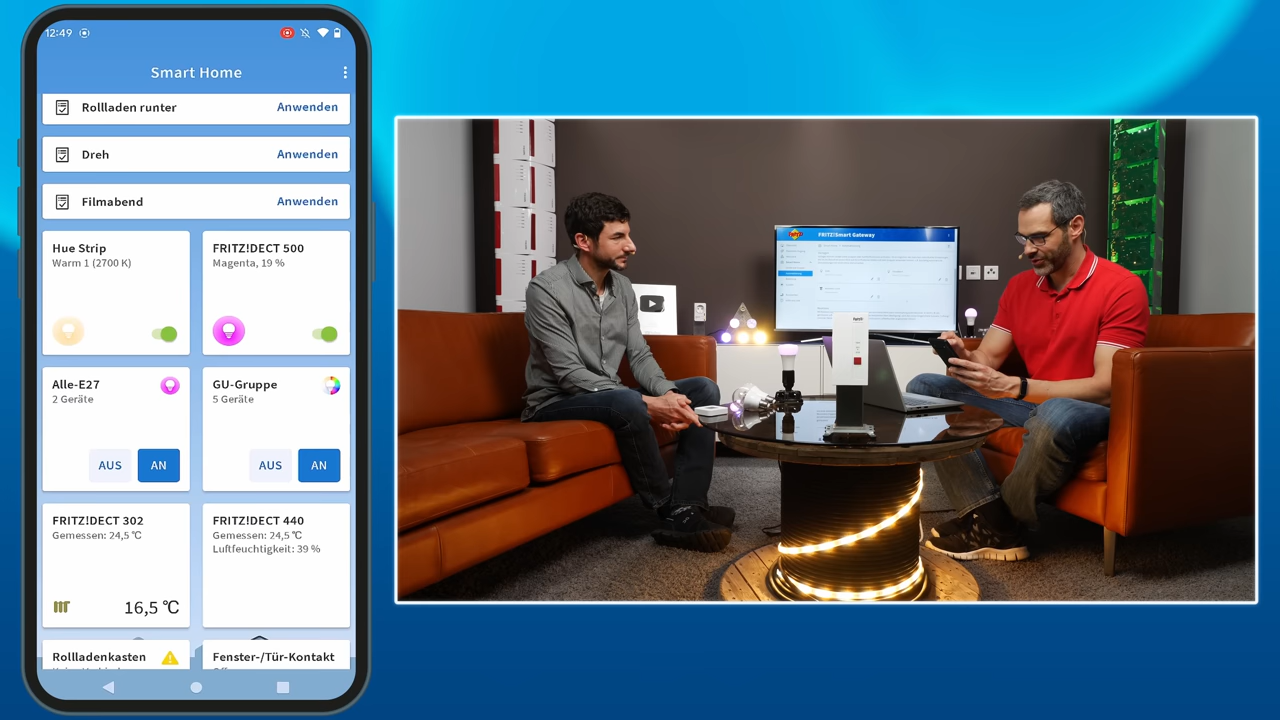 12:49
Smart Home
Rollladen runter
Anwenden
Dreh
Anwenden
Filmabend
Anwenden
Hue Strip
Warm 1 (2700 K)
FRITZ!DECT 500
Magenta, 19 %
Alle-E27
2 Geräte
AUS
AN
GU-Gruppe
5 Geräte
AUS
AN
FRITZ!DECT 302
Gemessen: 24,5 °C
16,5 °C
FRITZ!DECT 440
Gemessen: 24,5 °C
Luftfeuchtigkeit: 39 %
Rollladenkasten
Fenster-/Tür-Kontakt
FRITZ!Smart Gateway